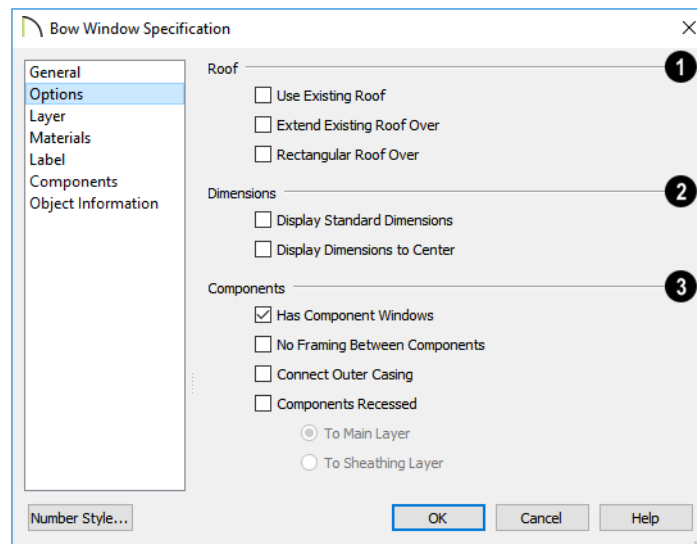 Bow Window Specification
General
Options
Layer
Materials
Label
Components
Object Information
Roof
1
Use Existing Roof
Extend Existing Roof Over
Rectangular Roof Over
Dimensions
2
Display Standard Dimensions
Display Dimensions to Center
Components
3
Has Component Windows
No Framing Between Components
Connect Outer Casing
Components Recessed
To Main Layer
To Sheathing Layer
Number Style...
OK
Cancel
Help